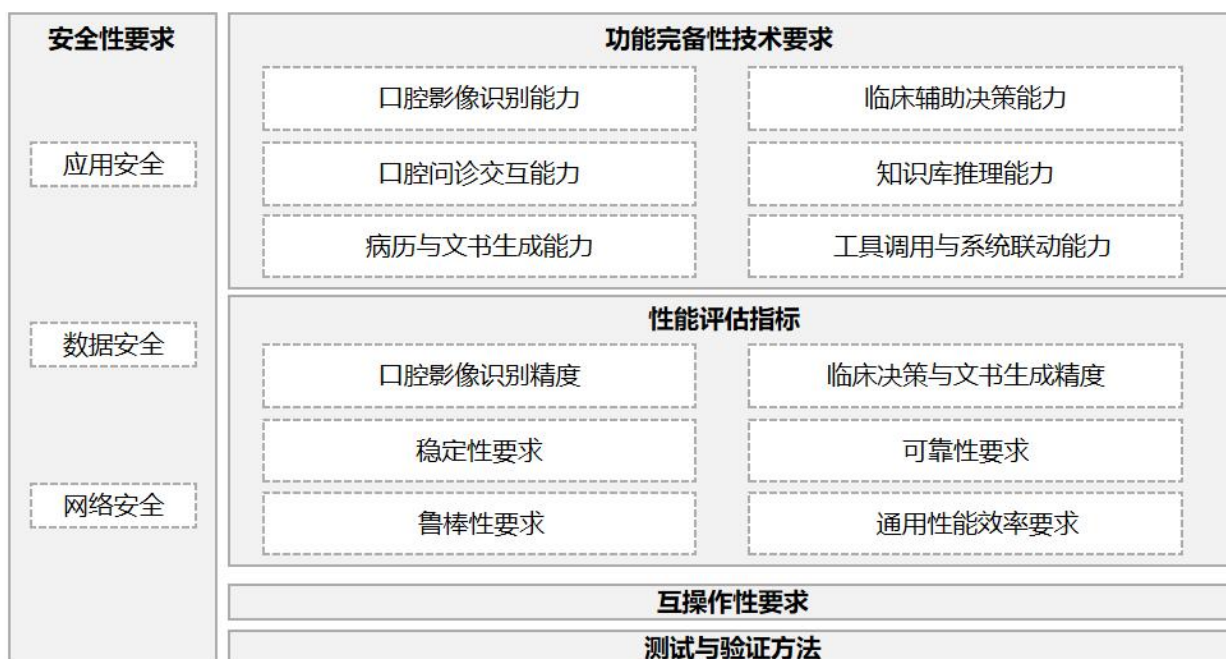 安全性要求
应用安全
数据安全
网络安全
功能完备性技术要求
口腔影像识别能力
临床辅助决策能力
口腔问诊交互能力
知识库推理能力
病历与文书生成能力
工具调用与系统联动能力
性能评估指标
口腔影像识别精度
临床决策与文书生成精度
稳定性要求
可靠性要求
鲁棒性要求
通用性能效率要求
互操作性要求
测试与验证方法